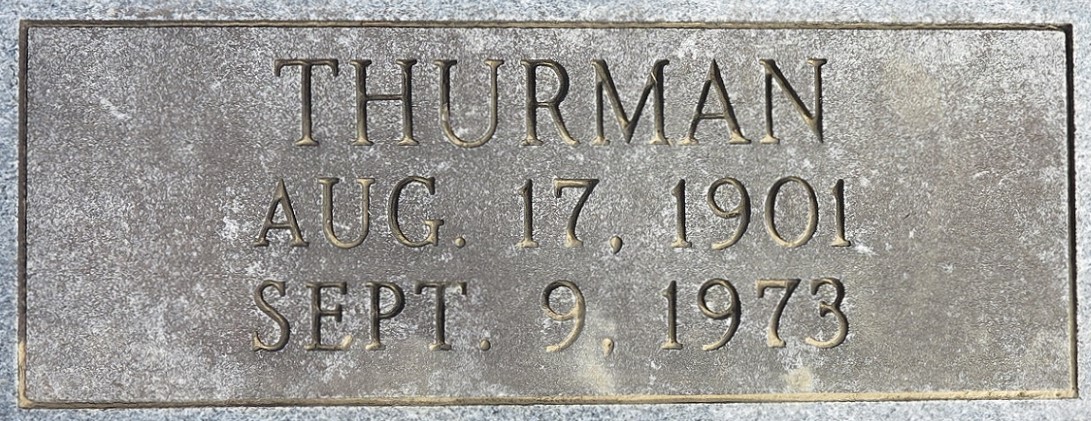 THURMAN
AUG. 17, 1901
SEPT. 9, 1973